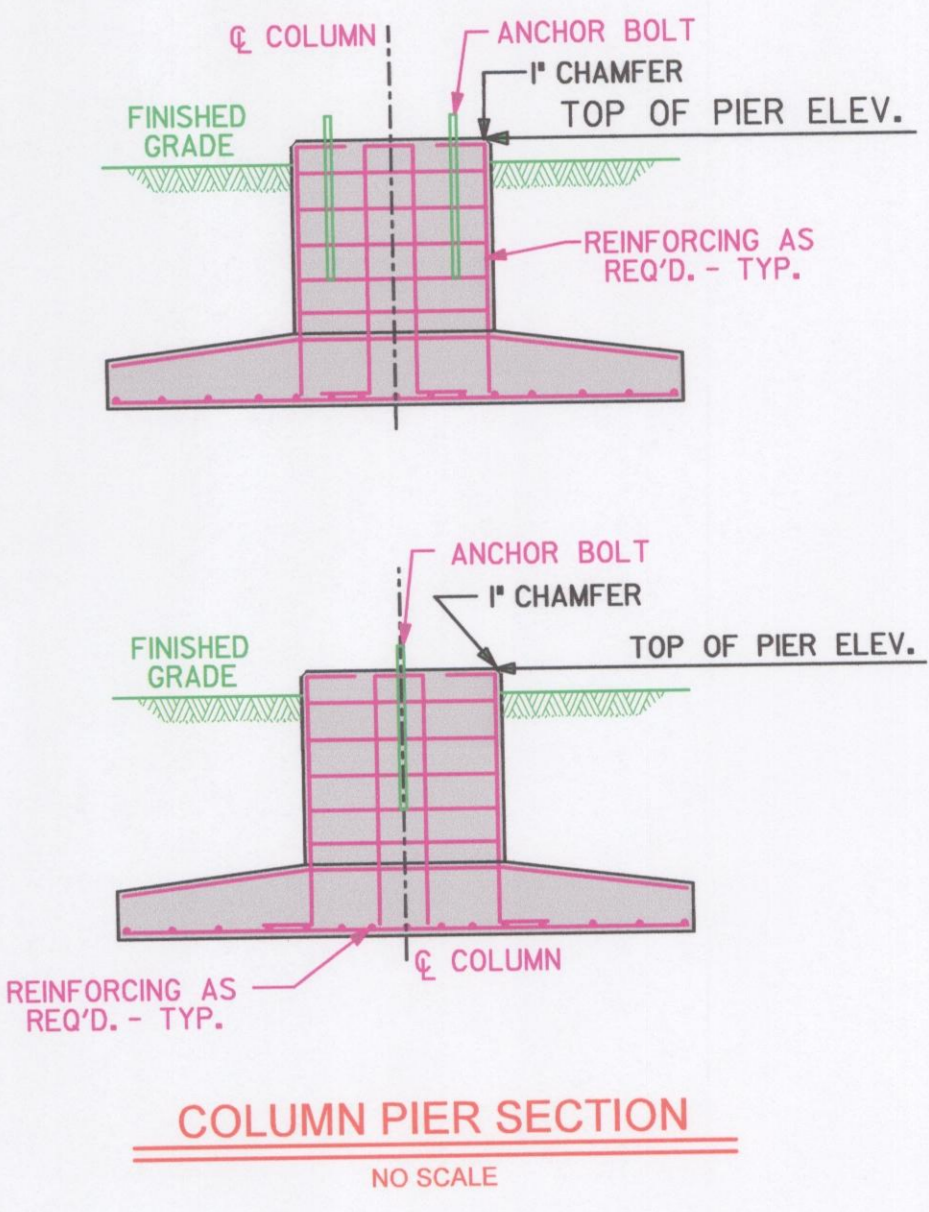 ℄ COLUMN
ANCHOR BOLT
1" CHAMFER
TOP OF PIER ELEV.
FINISHED
GRADE
REINFORCING AS
REQ'D. - TYP.
ANCHOR BOLT
1" CHAMFER
TOP OF PIER ELEV.
FINISHED
GRADE
℄ COLUMN
REINFORCING AS
REQ'D. - TYP.
COLUMN PIER SECTION
NO SCALE